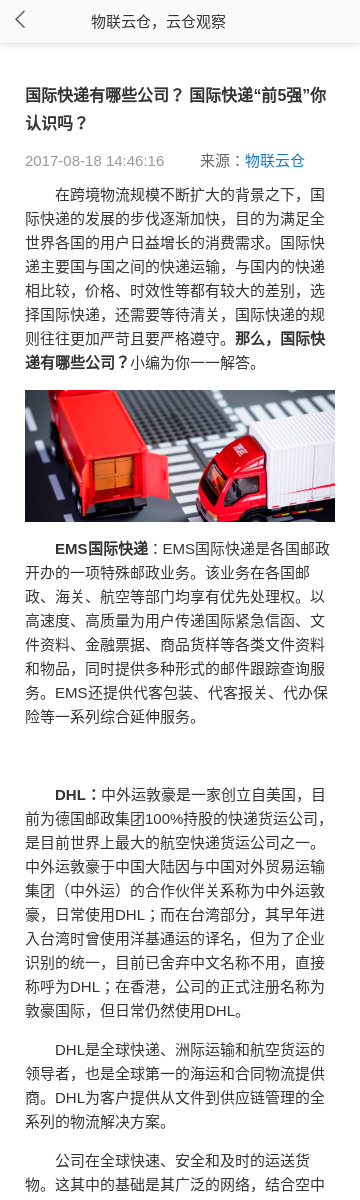 物联云仓，云仓观察
国际快递有哪些公司？ 国际快递“前5强”你
认识吗？
2017-08-18 14:46:16 来源：物联云仓
在跨境物流规模不断扩大的背景之下，国
际快递的发展的步伐逐渐加快，目的为满足全
世界各国的用户日益增长的消费需求。国际快
递主要国与国之间的快递运输，与国内的快递
相比较，价格、时效性等都有较大的差别，选
择国际快递，还需要等待清关，国际快递的规
则往往更加严苛且要严格遵守。那么，国际快
递有哪些公司？小编为你一一解答。
EMS国际快递：EMS国际快递是各国邮政
开办的一项特殊邮政业务。该业务在各国邮
政、海关、航空等部门均享有优先处理权。以
高速度、高质量为用户传递国际紧急信函、文
件资料、金融票据、商品货样等各类文件资料
和物品，同时提供多种形式的邮件跟踪查询服
务。EMS还提供代客包装、代客报关、代办保
险等一系列综合延伸服务。
DHL：中外运敦豪是一家创立自美国，目
前为德国邮政集团100%持股的快递货运公司，
是目前世界上最大的航空快递货运公司之一。
中外运敦豪于中国大陆因与中国对外贸易运输
集团（中外运）的合作伙伴关系称为中外运敦
豪，日常使用DHL；而在台湾部分，其早年进
入台湾时曾使用洋基通运的译名，但为了企业
识别的统一，目前已舍弃中文名称不用，直接
称呼为DHL；在香港，公司的正式注册名称为
敦豪国际，但日常仍然使用DHL。
DHL是全球快递、洲际运输和航空货运的
领导者，也是全球第一的海运和合同物流提供
商。DHL为客户提供从文件到供应链管理的全
系列的物流解决方案。
公司在全球快速、安全和及时的运送货
物。这其中的基础是其广泛的网络，结合空中